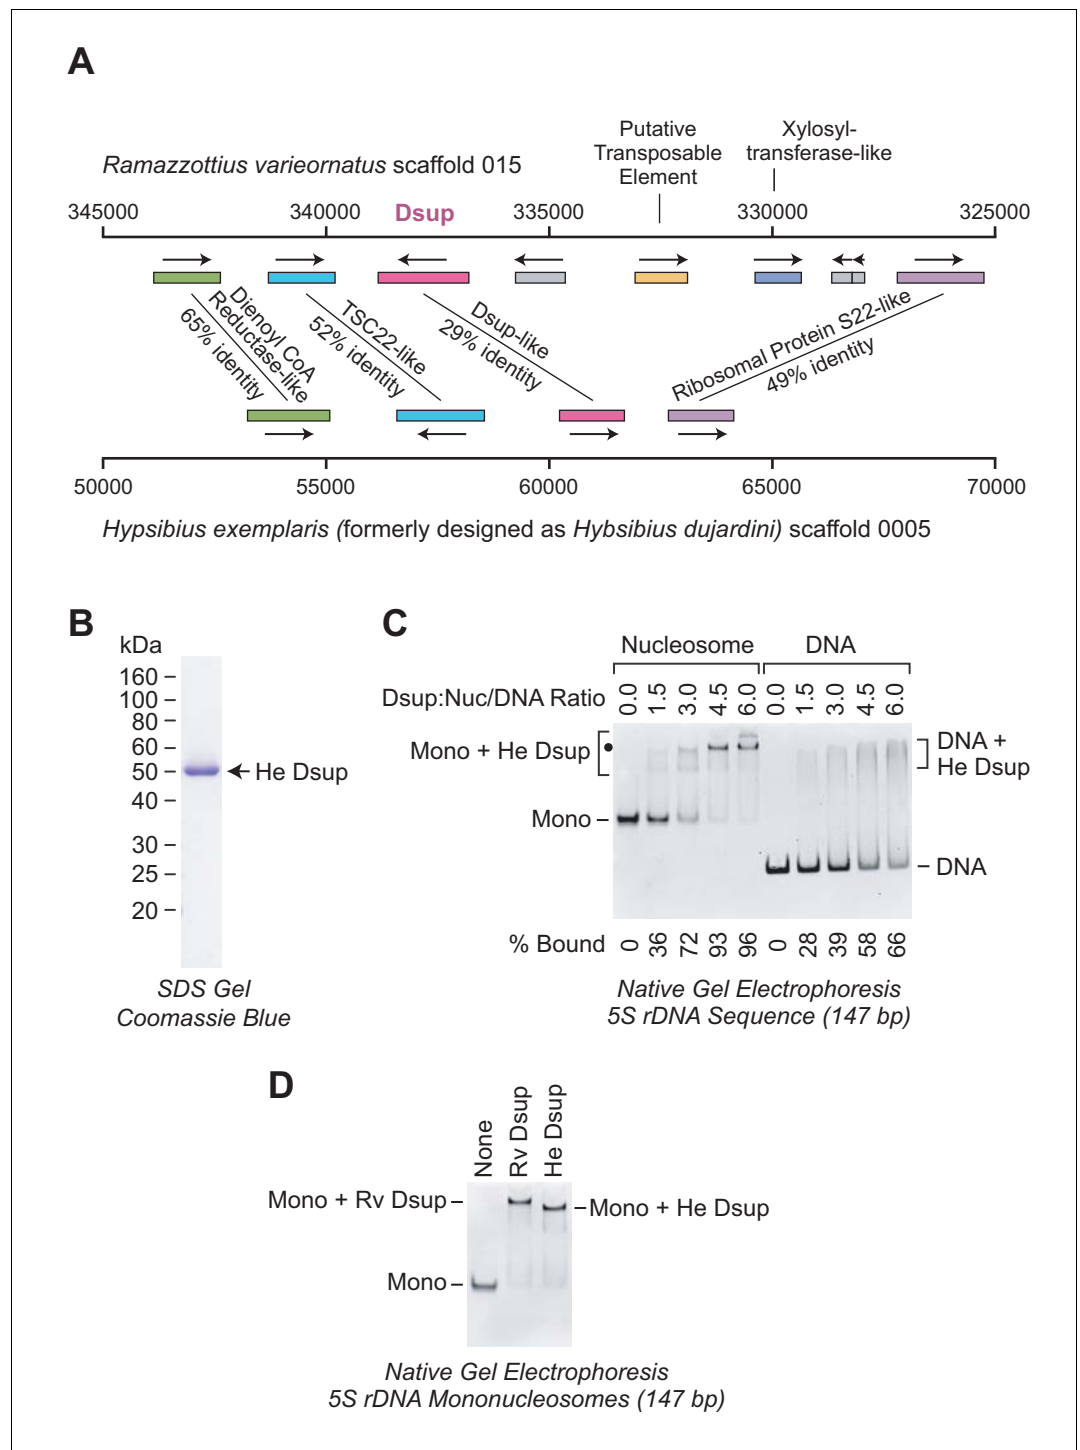 A
Putative
Transposable
Element
Xylosyl-
transferase-like
Ramazzottius varieornatus scaffold 015
345000 340000 Dsup 335000 330000 325000
Dienoyl CoA
Reductase-like
65% identity
TSC22-like
52% identity
Dsup-like
29% identity
Ribosomal Protein S22-like
49% identity
50000 55000 60000 65000 70000
Hypsibius exemplaris (formerly designed as Hybsibius dujardini) scaffold 0005
B
kDa
160
100
80
60
50
40
30
25
20
He Dsup
SDS Gel
Coomassie Blue
C
Nucleosome DNA
Dsup:Nuc/DNA Ratio 0.0 1.5 3.0 4.5 6.0 0.0 1.5 3.0 4.5 6.0
Mono + He Dsup
DNA +
He Dsup
Mono
DNA
% Bound 0 36 72 93 96 0 28 39 58 66
Native Gel Electrophoresis
5S rDNA Sequence (147 bp)
D
None
Rv Dsup
He Dsup
Mono + Rv Dsup
Mono + He Dsup
Mono
Native Gel Electrophoresis
5S rDNA Mononucleosomes (147 bp)